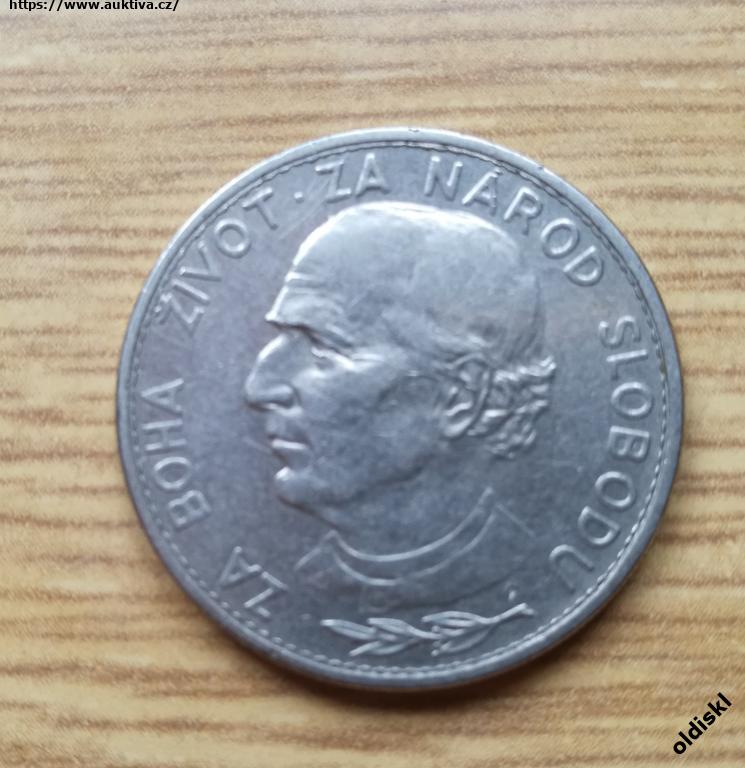 https://www.auktiva.cz/
ZA BOHA ŽIVOT · ZA NÁROD SLOBODU
oldiskl